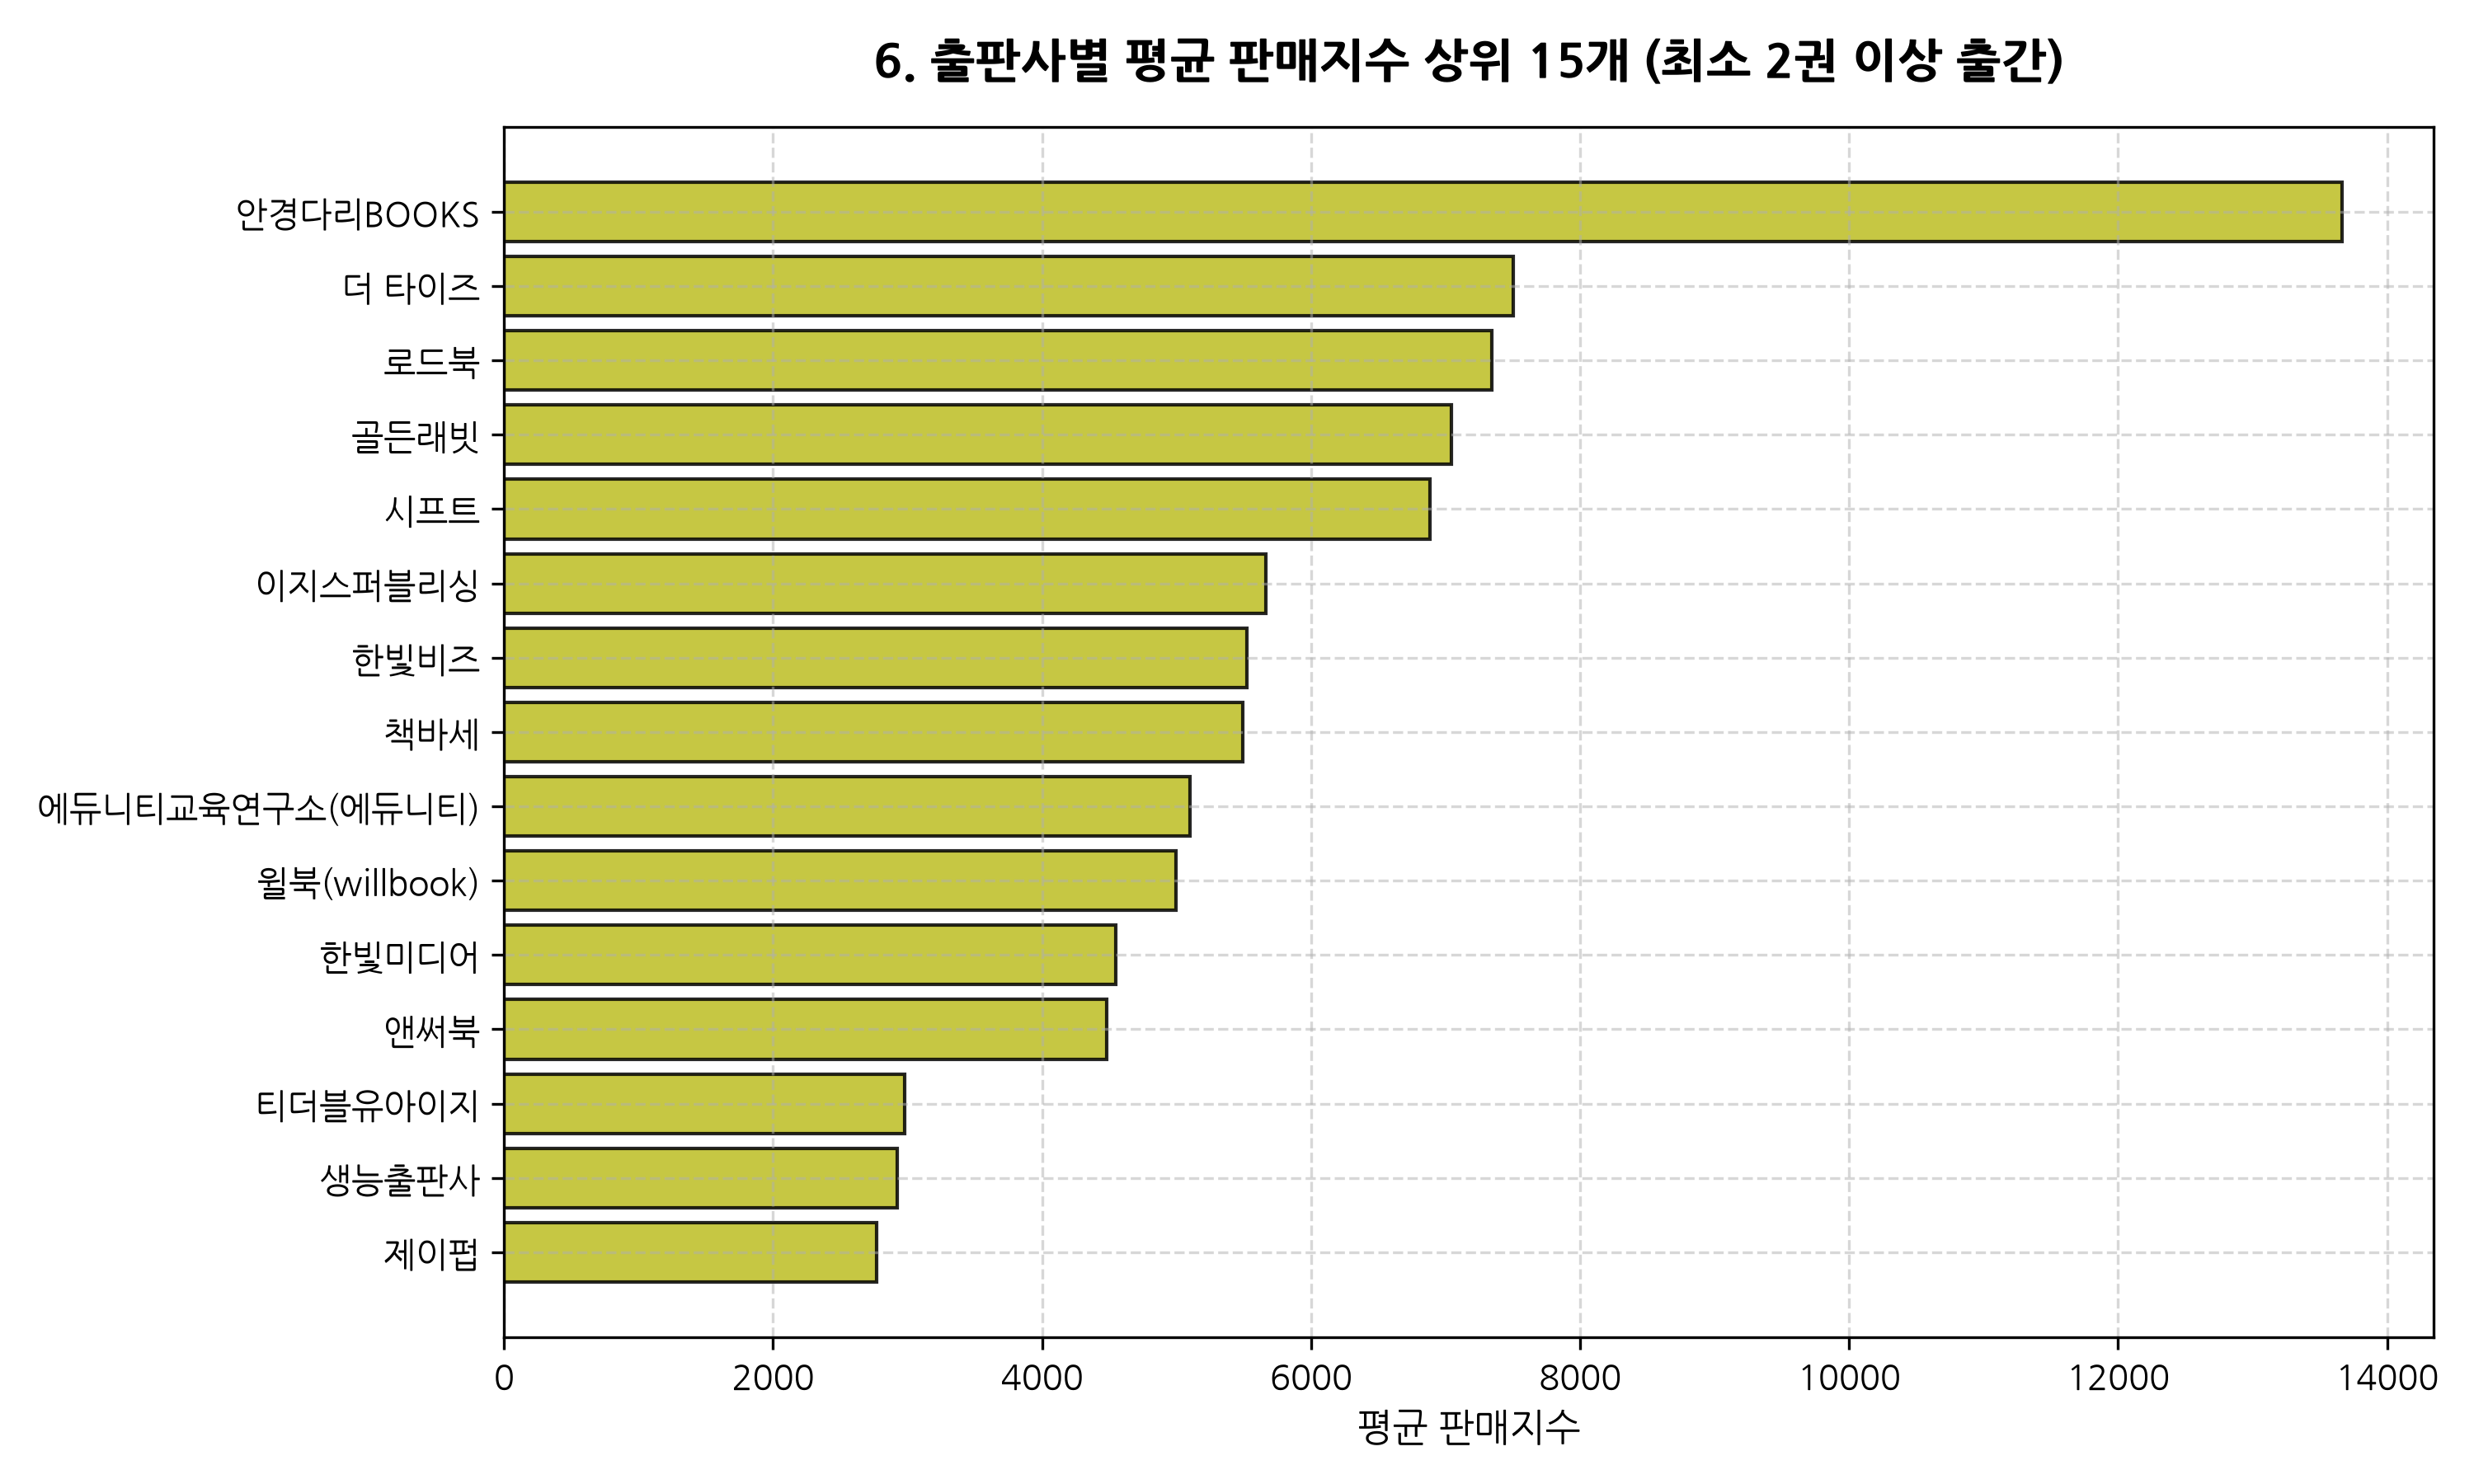 6. 출판사별 평균 판매지수 상위 15개 (최소 2권 이상 출간)
안경다리BOOKS
더 타이즈
로드북
골든래빗
시프트
이지스퍼블리싱
한빛비즈
책바세
에듀니티교육연구소(에듀니티)
윌북(willbook)
한빛미디어
앤써북
티더블유아이지
생능출판사
제이펍
0 2000 4000 6000 8000 10000 12000 14000
평균 판매지수